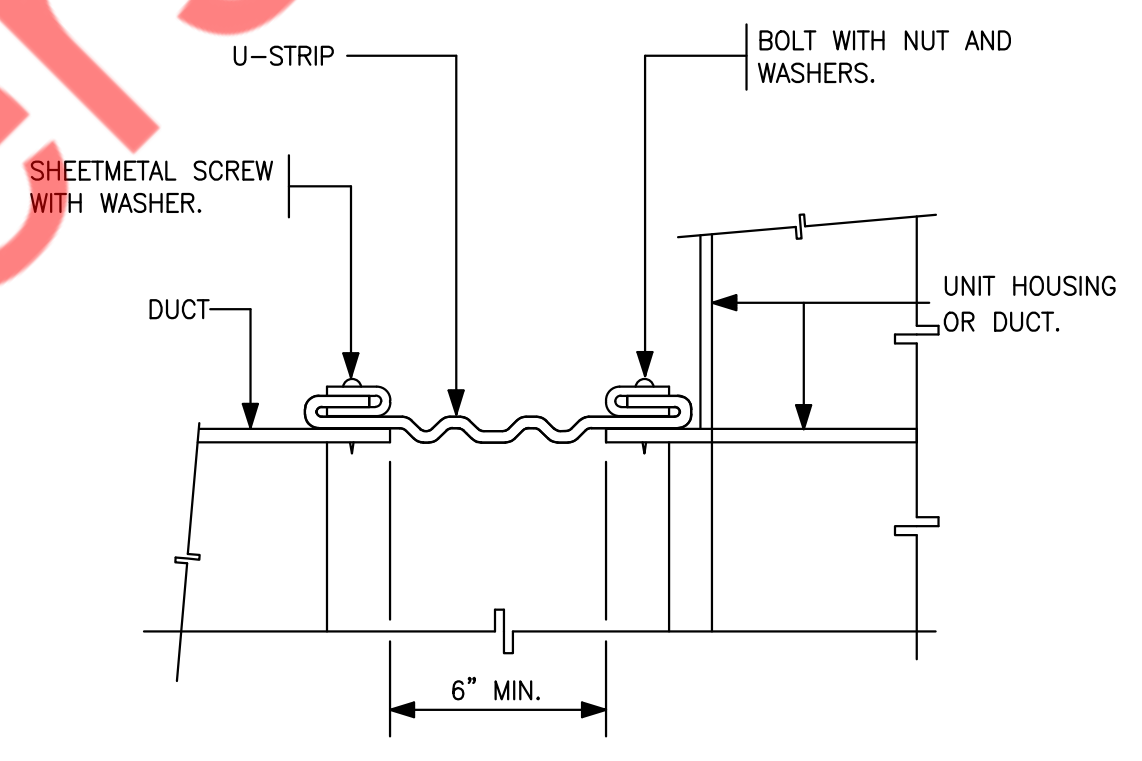 U-STRIP
BOLT WITH NUT AND
WASHERS.
SHEETMETAL SCREW
WITH WASHER.
DUCT
UNIT HOUSING
OR DUCT.
6" MIN.